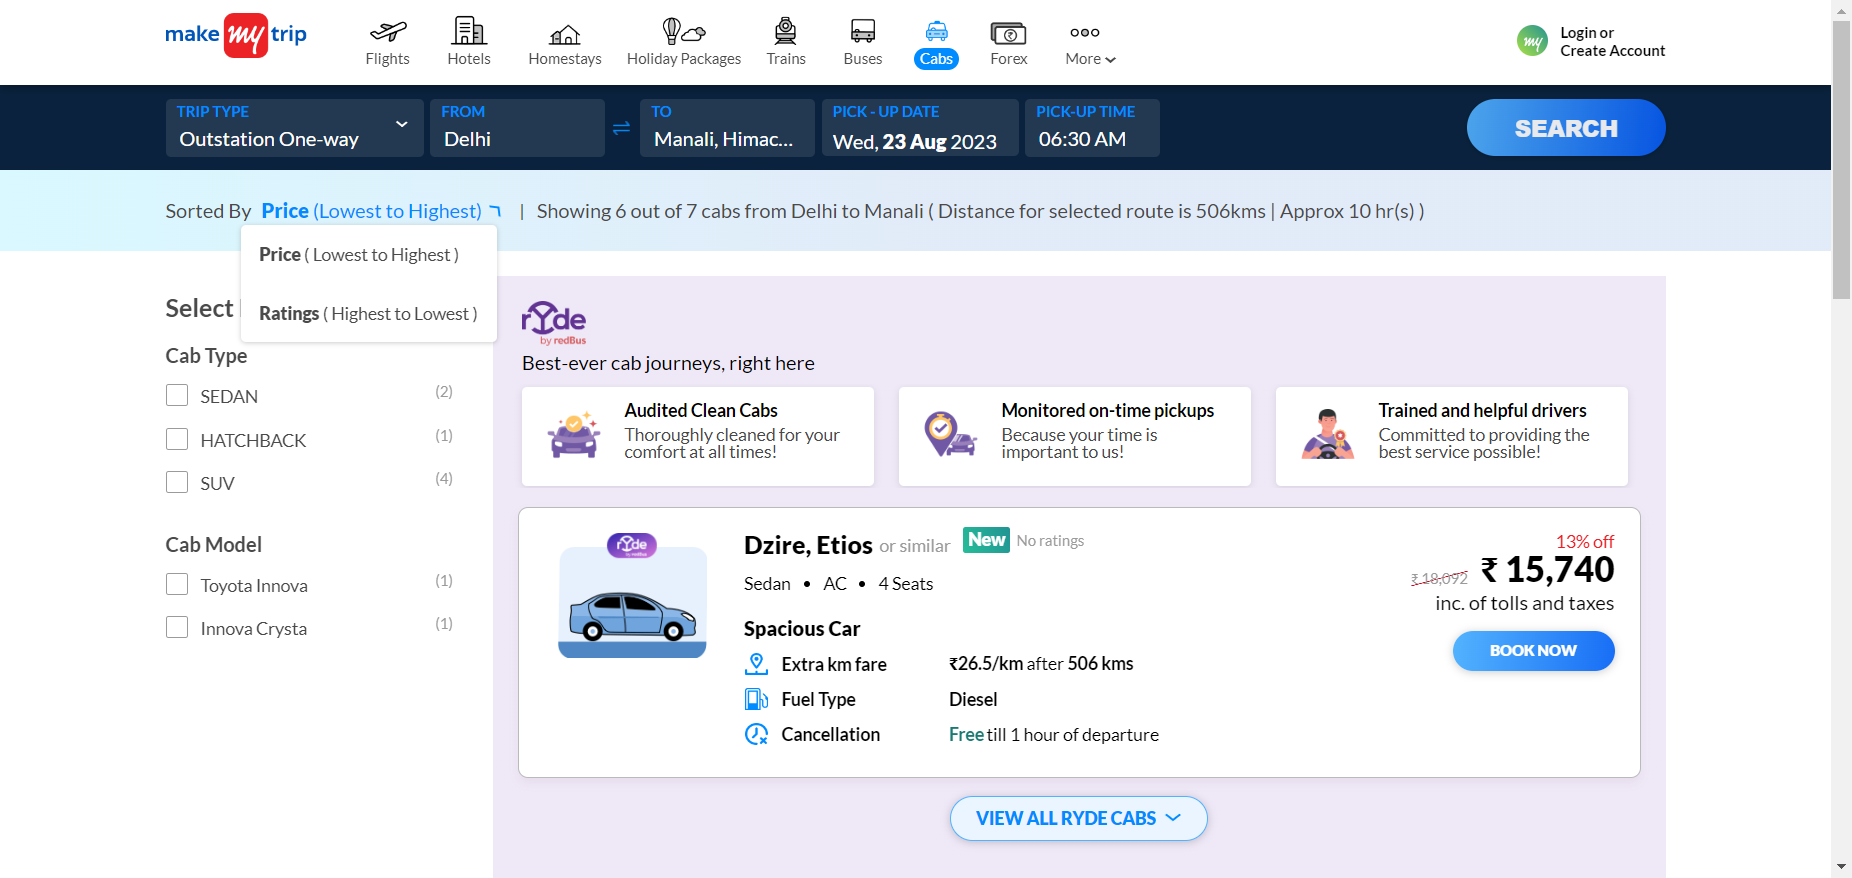 make my trip
Flights
Hotels
Homestays
Holiday Packages
Trains
Buses
Cabs
Forex
More
my
Login or
Create Account
TRIP TYPE
Outstation One-way
FROM
Delhi
TO
Manali, Himac...
PICK - UP DATE
Wed, 23 Aug 2023
PICK-UP TIME
06:30 AM
SEARCH
Sorted By Price (Lowest to Highest) | Showing 6 out of 7 cabs from Delhi to Manali ( Distance for selected route is 506kms | Approx 10 hr(s) )
Price ( Lowest to Highest )
Ratings ( Highest to Lowest )
Select
Cab Type
SEDAN (2)
HATCHBACK (1)
SUV (4)
Cab Model
Toyota Innova (1)
Innova Crysta (1)
ryde
by redBus
Best-ever cab journeys, right here
Audited Clean Cabs
Thoroughly cleaned for your
comfort at all times!
Monitored on-time pickups
Because your time is
important to us!
Trained and helpful drivers
Committed to providing the
best service possible!
ryde
Dzire, Etios or similar New No ratings
Sedan • AC • 4 Seats
Spacious Car
Extra km fare ₹26.5/km after 506 kms
Fuel Type Diesel
Cancellation Free till 1 hour of departure
13% off
₹ 18,092 ₹ 15,740
inc. of tolls and taxes
BOOK NOW
VIEW ALL RYDE CABS